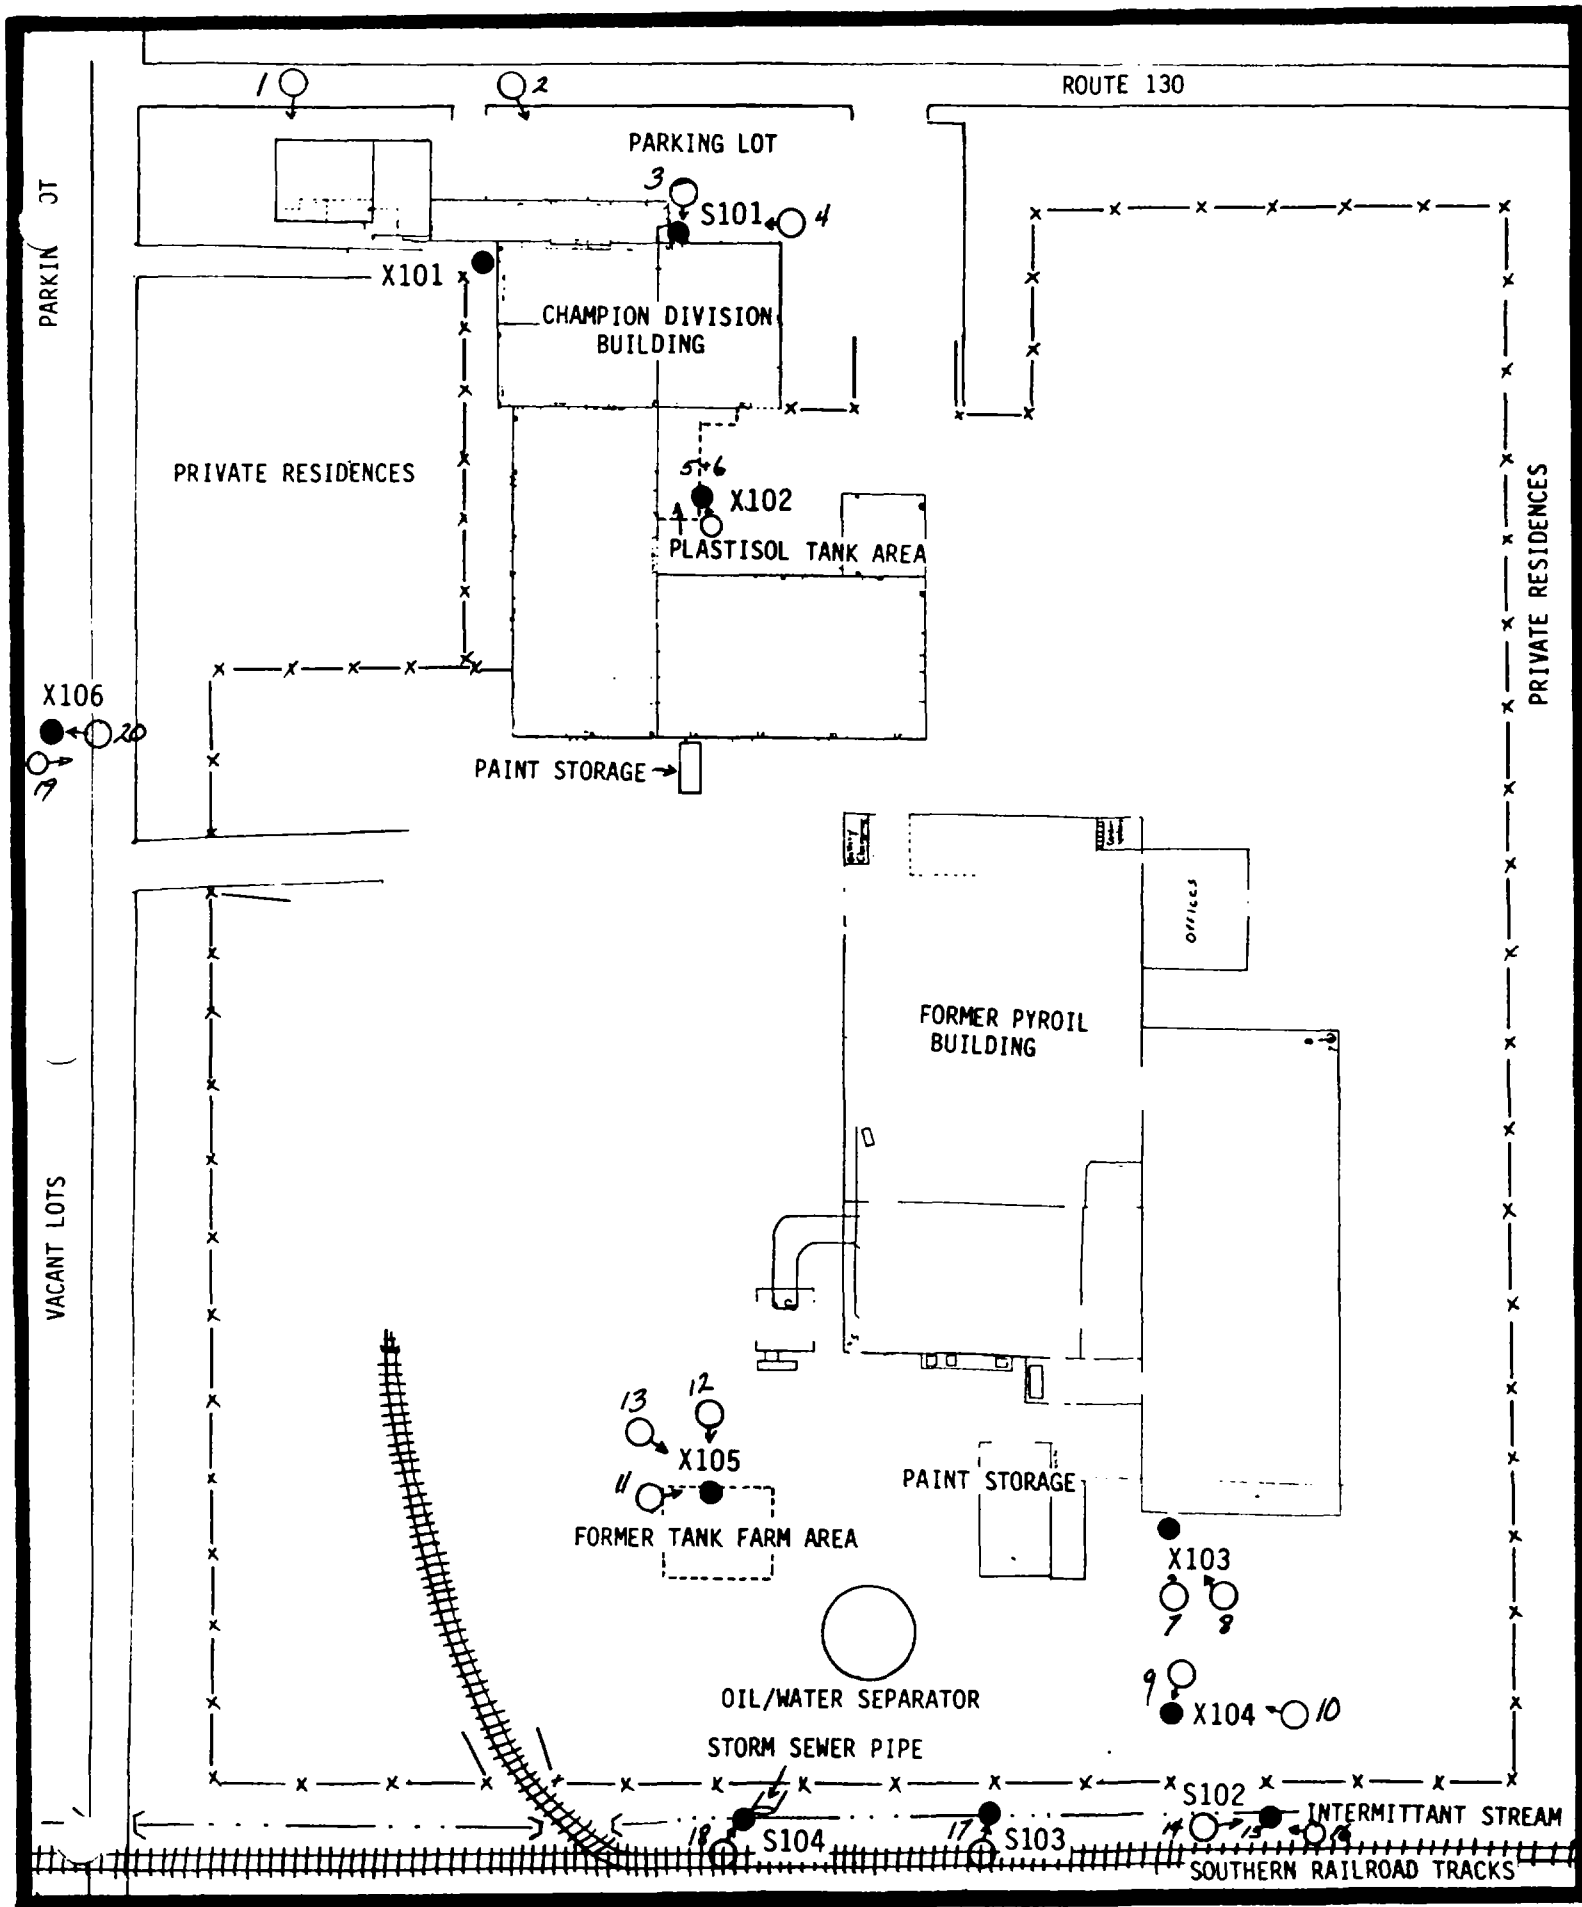 1
2
ROUTE 130
PARKING LOT
3
S101
4
X101
CHAMPION DIVISION
BUILDING
PRIVATE RESIDENCES
5+6
X102
PLASTISOL TANK AREA
PRIVATE RESIDENCES
X106
20
19
PAINT STORAGE
OFFICES
FORMER PYROIL
BUILDING
VACANT LOTS
13
12
X105
11
FORMER TANK FARM AREA
PAINT STORAGE
X103
7
8
OIL/WATER SEPARATOR
9
X104
10
STORM SEWER PIPE
S102
INTERMITTANT STREAM
14
15
16
18
S104
17
S103
SOUTHERN RAILROAD TRACKS